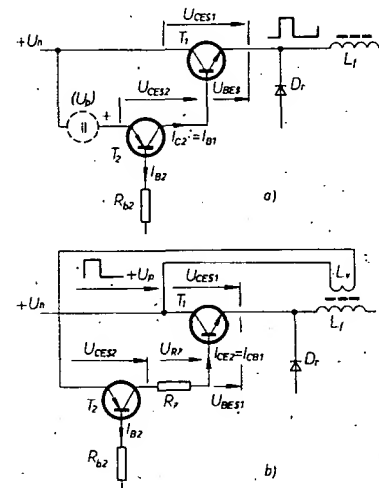 U_CES1
T_1
+U_n
L_f
(U_p)
+
U_CES2
U_BES
D_r
I_C2 = I_B1
T_2
I_B2
R_b2
a)
+U_p
U_CES1
L_v
+U_n
T_1
L_f
U_CES2
U_Rr
I_CE2=I_CB1
D_r
T_2
R_r
U_BES1
I_B2
R_b2
b)